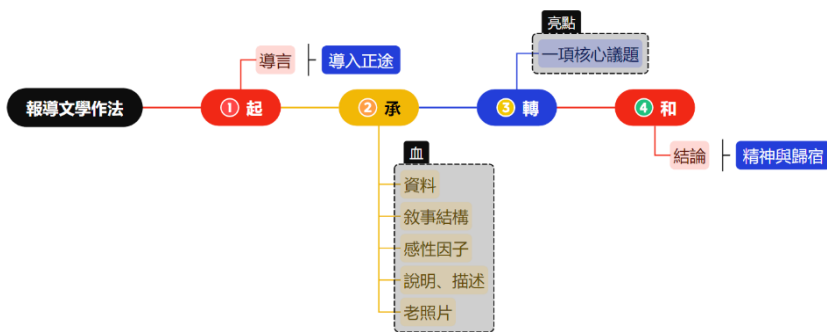 報導文學作法
① 起
導言
導入正途
② 承
血
資料
敘事結構
感性因子
說明、描述
老照片
③ 轉
亮點
一項核心議題
④ 和
結論
精神與歸宿